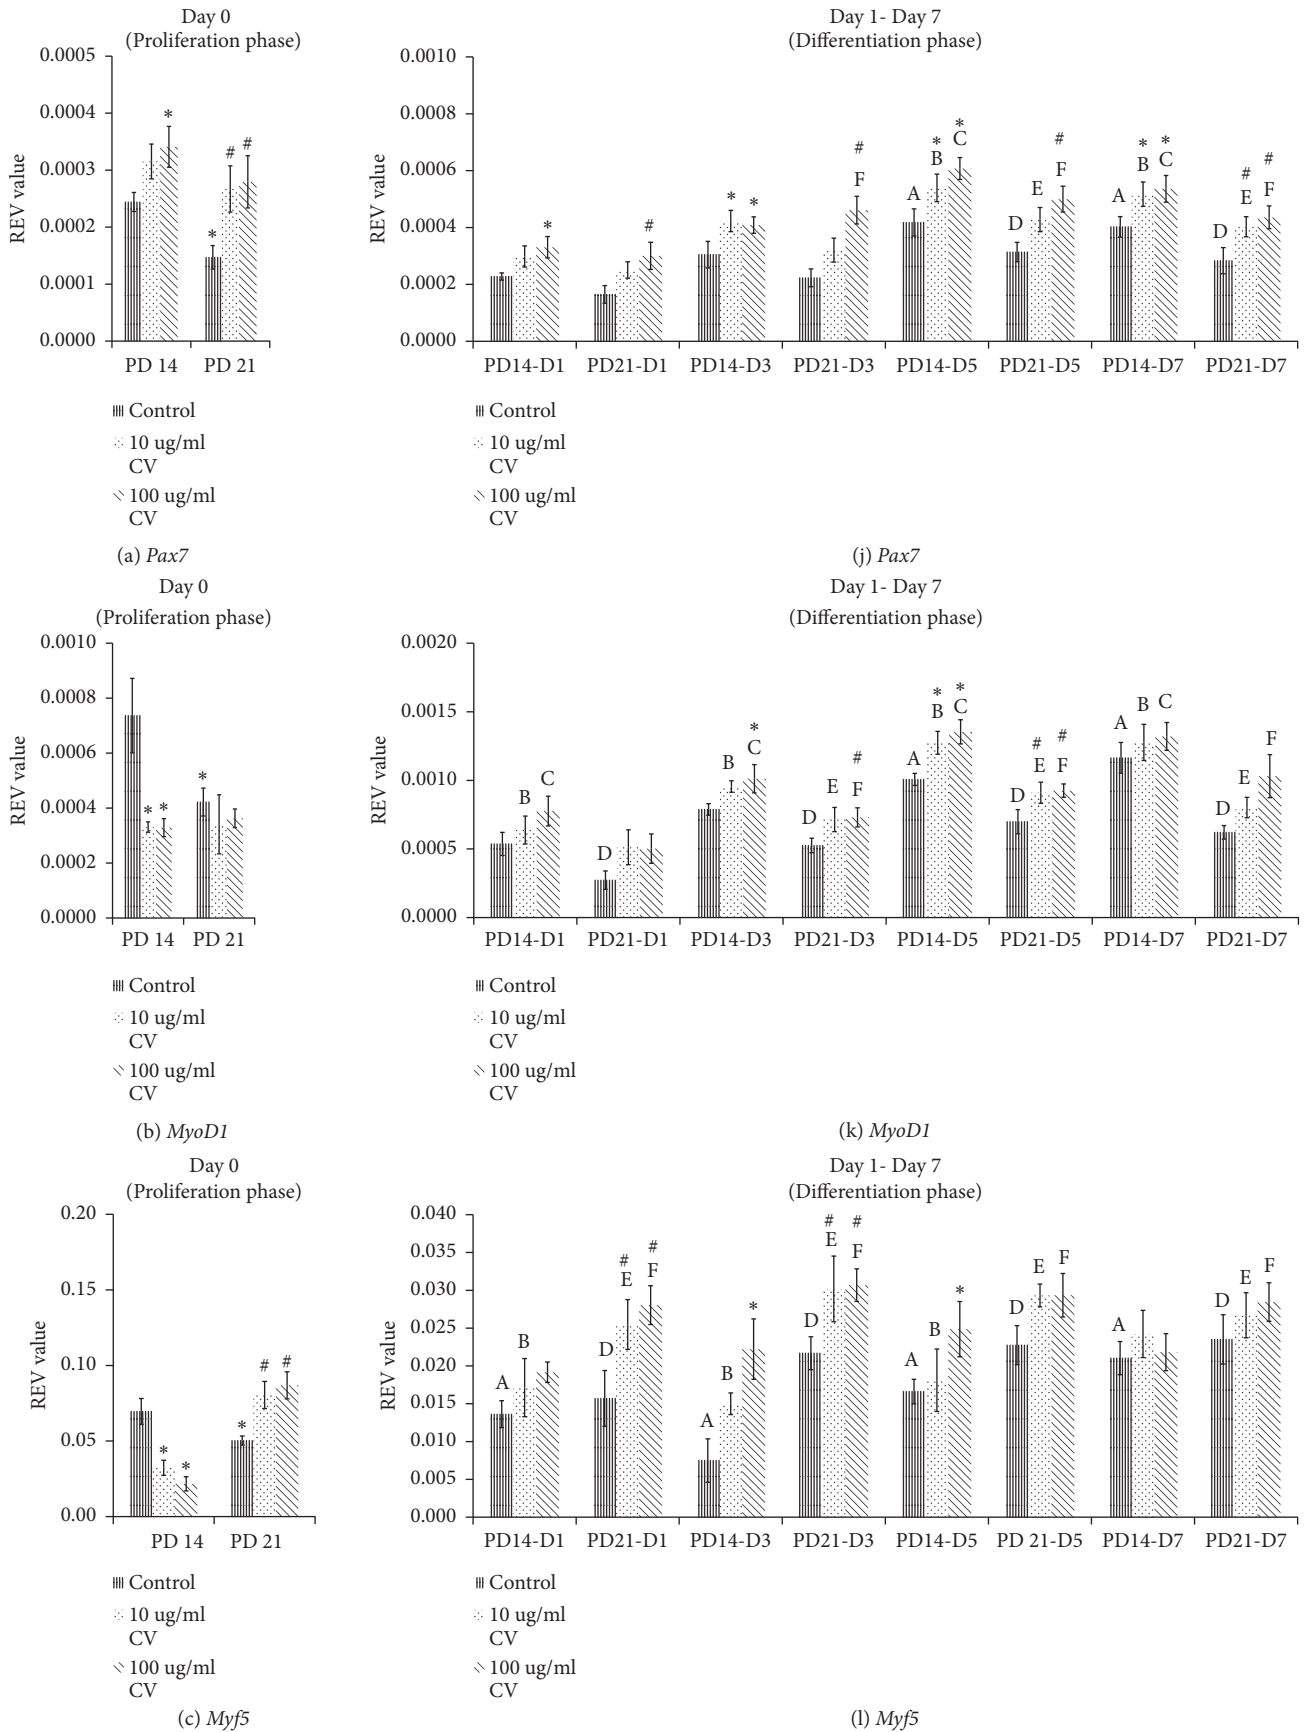 Day 0
(Proliferation phase)
REV value
0.0005
0.0004
0.0003
0.0002
0.0001
0.0000
*
*
#
#
PD 14
PD 21
Control
10 ug/ml
CV
100 ug/ml
CV
(a) Pax7
Day 1- Day 7
(Differentiation phase)
REV value
0.0010
0.0008
0.0006
0.0004
0.0002
0.0000
*
#
*
*
#
F
A
*
B
*
C
D
E
#
F
A
*
B
*
C
D
#
E
#
F
PD14-D1
PD21-D1
PD14-D3
PD21-D3
PD14-D5
PD21-D5
PD14-D7
PD21-D7
Control
10 ug/ml
CV
100 ug/ml
CV
(j) Pax7
Day 0
(Proliferation phase)
REV value
0.0010
0.0008
0.0006
0.0004
0.0002
0.0000
*
*
*
PD 14
PD 21
Control
10 ug/ml
CV
100 ug/ml
CV
(b) MyoD1
Day 1- Day 7
(Differentiation phase)
REV value
0.0020
0.0015
0.0010
0.0005
0.0000
B
C
D
B
*
C
D
E
#
F
A
*
B
*
C
D
#
E
#
F
A
B
C
D
E
F
PD14-D1
PD21-D1
PD14-D3
PD21-D3
PD14-D5
PD21-D5
PD14-D7
PD21-D7
Control
10 ug/ml
CV
100 ug/ml
CV
(k) MyoD1
Day 0
(Proliferation phase)
REV value
0.20
0.15
0.10
0.05
0.00
*
*
*
#
#
PD 14
PD 21
Control
10 ug/ml
CV
100 ug/ml
CV
(c) Myf5
Day 1- Day 7
(Differentiation phase)
REV value
0.040
0.035
0.030
0.025
0.020
0.015
0.010
0.005
0.000
A
B
D
#
E
#
F
A
B
*
D
#
E
#
F
A
B
*
D
E
F
A
D
E
F
PD14-D1
PD21-D1
PD14-D3
PD21-D3
PD14-D5
PD 21-D5
PD14-D7
PD21-D7
Control
10 ug/ml
CV
100 ug/ml
CV
(l) Myf5